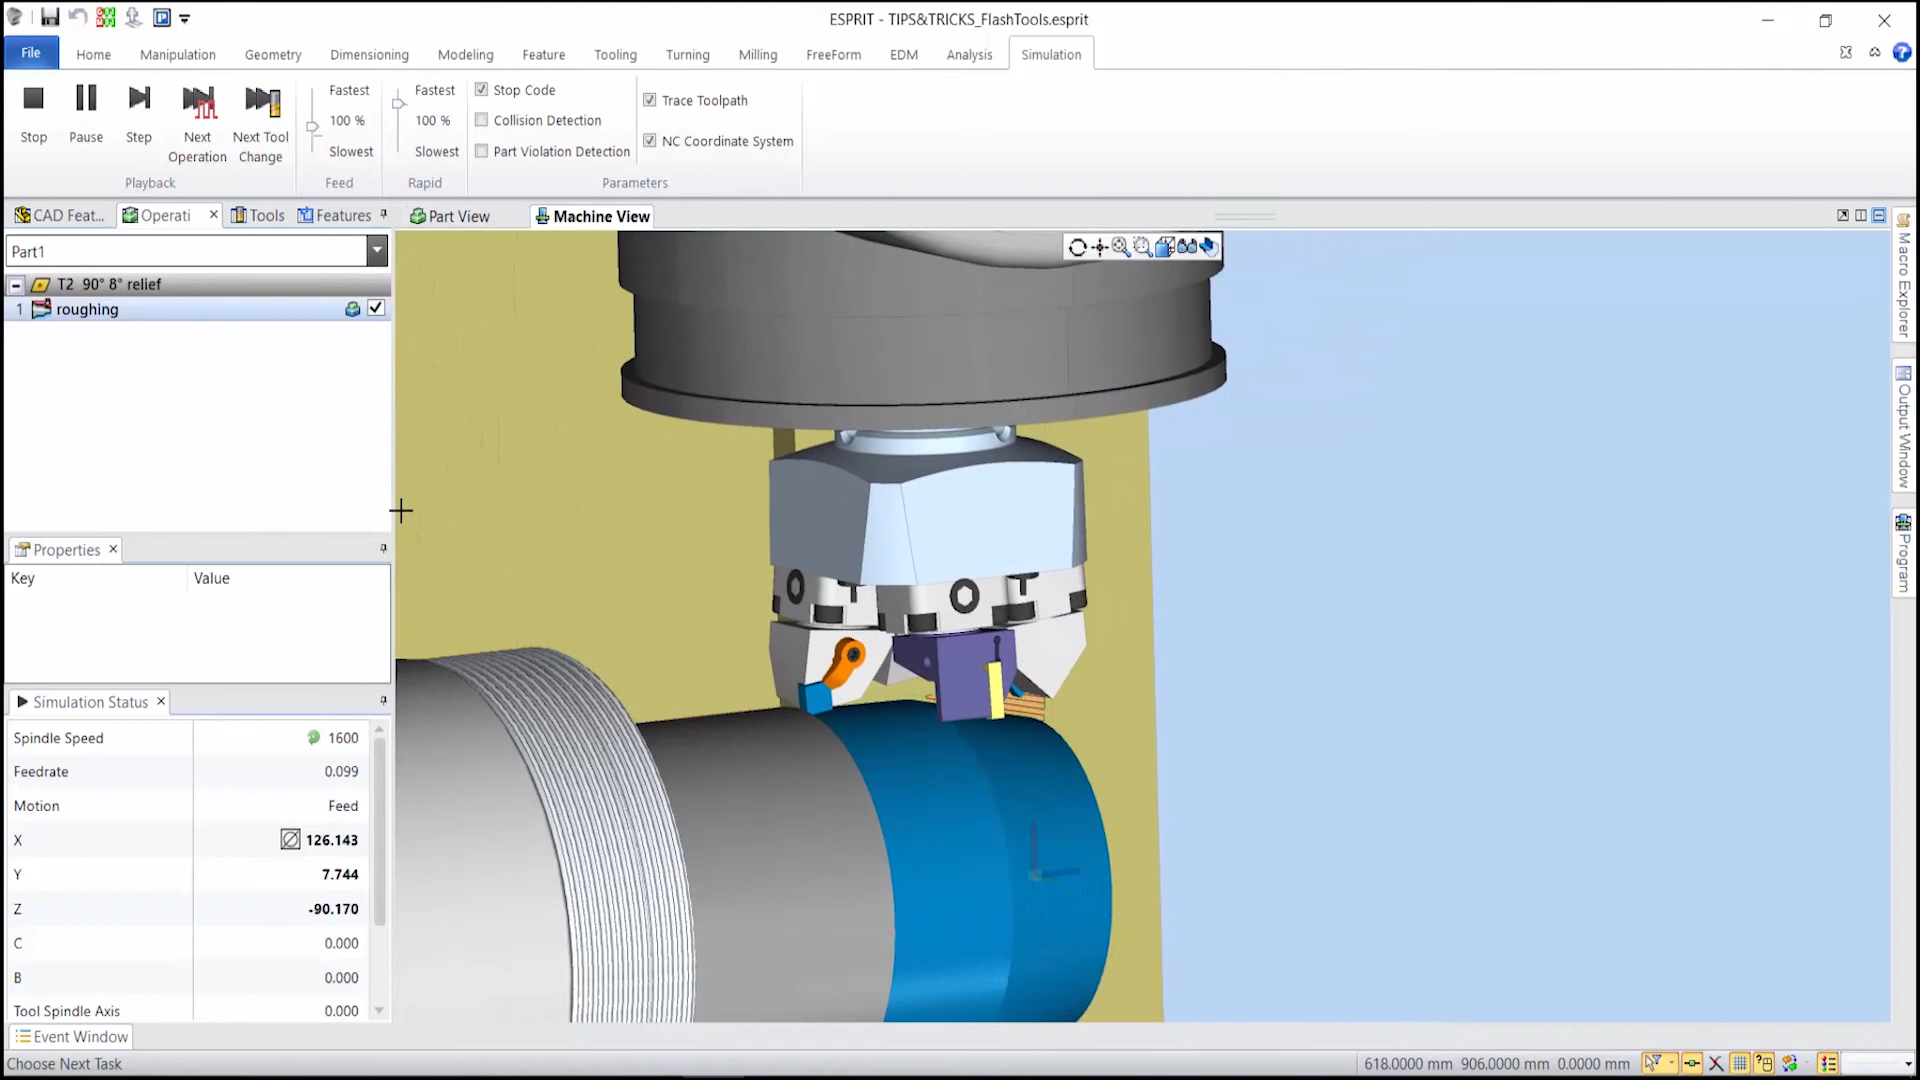 ESPRIT - TIPS&TRICKS_FlashTools.esprit
File Home Manipulation Geometry Dimensioning Modeling Feature Tooling Turning Milling FreeForm EDM Analysis Simulation
Stop
Pause
Step
Next Operation
Next Tool Change
Playback
Fastest
100 %
Slowest
Feed
Fastest
100 %
Slowest
Rapid
Stop Code
Collision Detection
Part Violation Detection
Trace Toolpath
NC Coordinate System
Parameters
CAD Feat... Operati Tools Features
Part View Machine View
Part1
T2 90° 8° relief
1 roughing
Properties
Key Value
Simulation Status
Spindle Speed 1600
Feedrate 0.099
Motion Feed
X 126.143
Y 7.744
Z -90.170
C 0.000
B 0.000
Tool Spindle Axis 0.000
Event Window
Choose Next Task
618.0000 mm 906.0000 mm 0.0000 mm
Macro Explorer
Output Window
Program